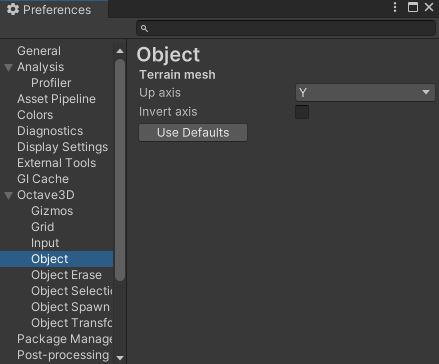 Preferences
General
Analysis
Profiler
Asset Pipeline
Colors
Diagnostics
Display Settings
External Tools
GI Cache
Octave3D
Gizmos
Grid
Input
Object
Object Erase
Object Selecti
Object Spawn
Object Transfo
Package Manage
Post-processing
Object
Terrain mesh
Up axis Y
Invert axis
Use Defaults